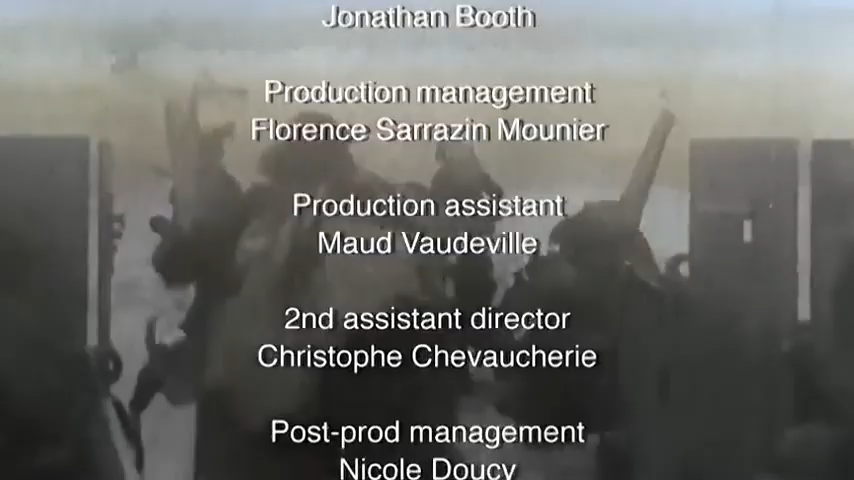 Jonathan Booth
Production management
Florence Sarrazin Mounier
Production assistant
Maud Vaudeville
2nd assistant director
Christophe Chevaucherie
Post-prod management
Nicole Doucy